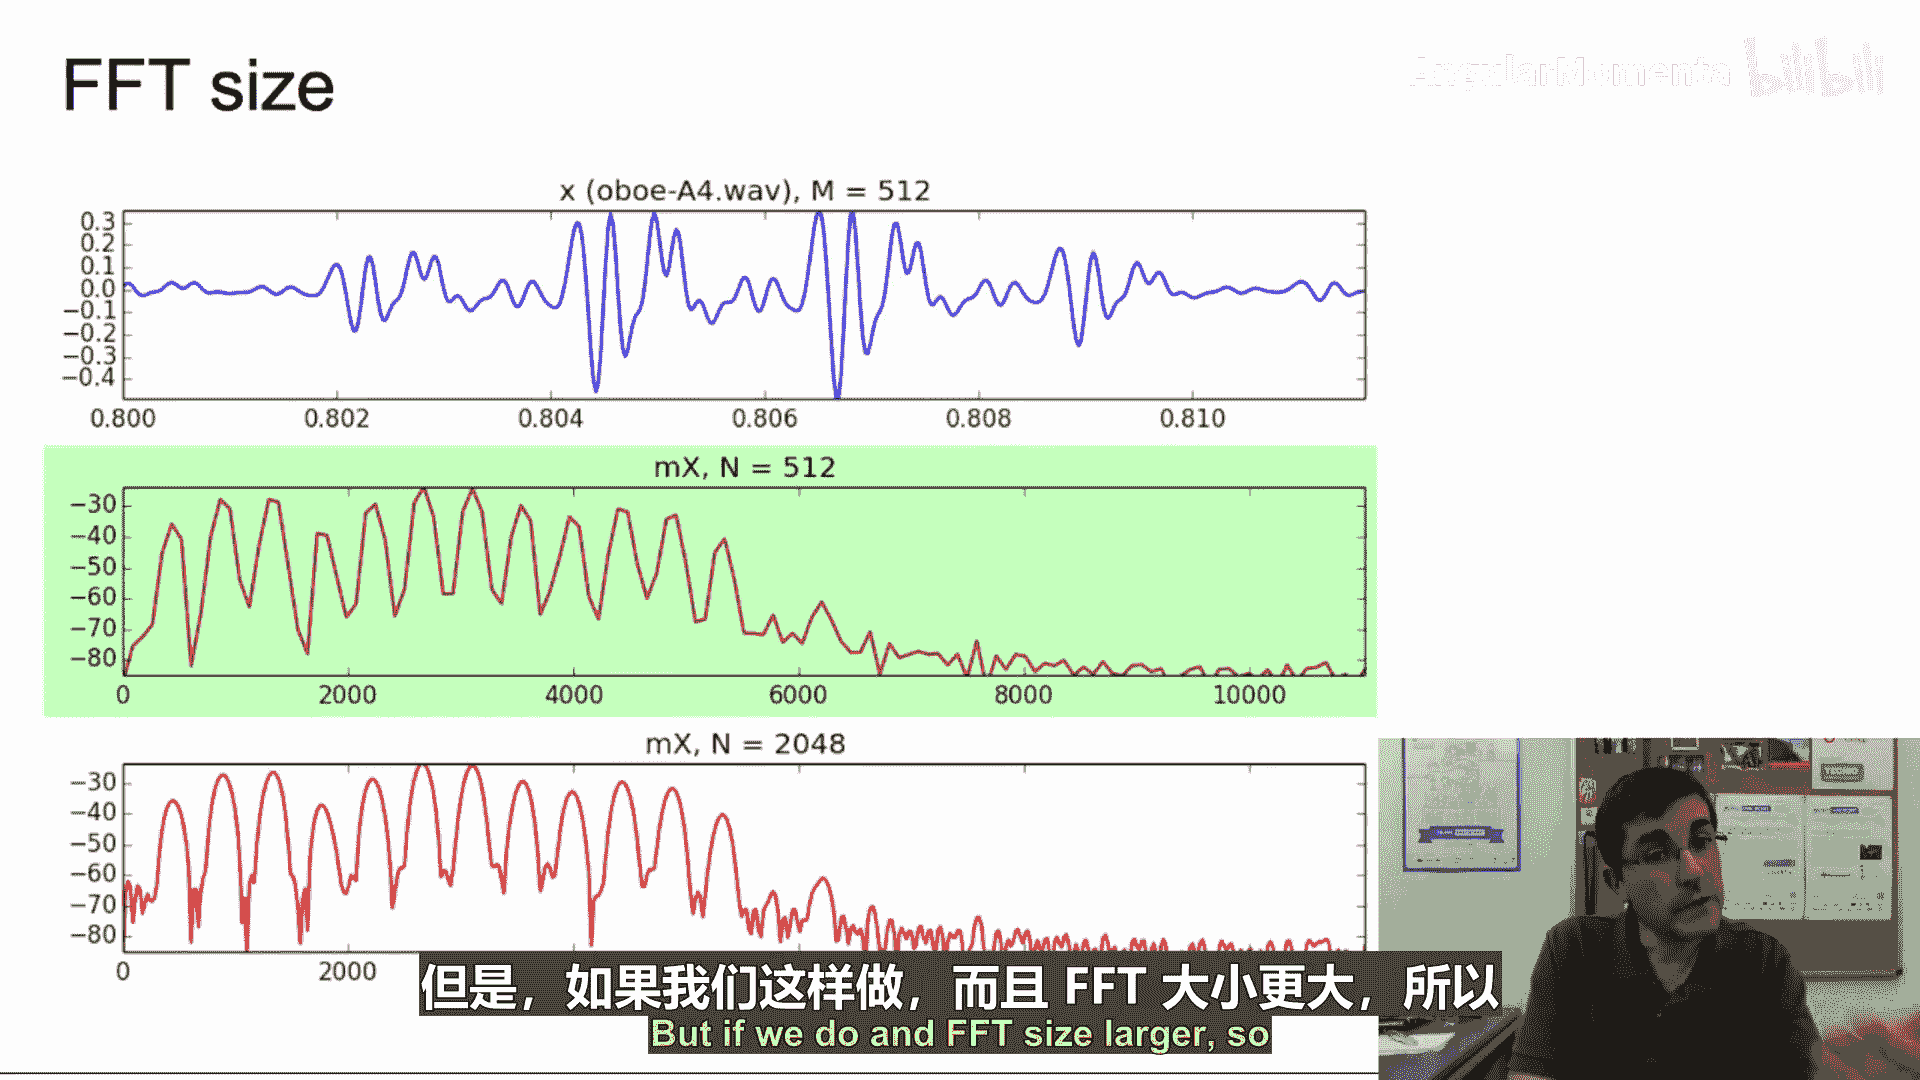 FFT size
AngularMomenta bilibili
x (oboe-A4.wav), M = 512
0.3
0.2
0.1
0.0
−0.1
−0.2
−0.3
−0.4
0.800 0.802 0.804 0.806 0.808 0.810
mX, N = 512
−30
−40
−50
−60
−70
−80
0 2000 4000 6000 8000 10000
mX, N = 2048
−30
−40
−50
−60
−70
−80
0 2000
但是，如果我们这样做，而且 FFT 大小更大，所以
But if we do and FFT size larger, so